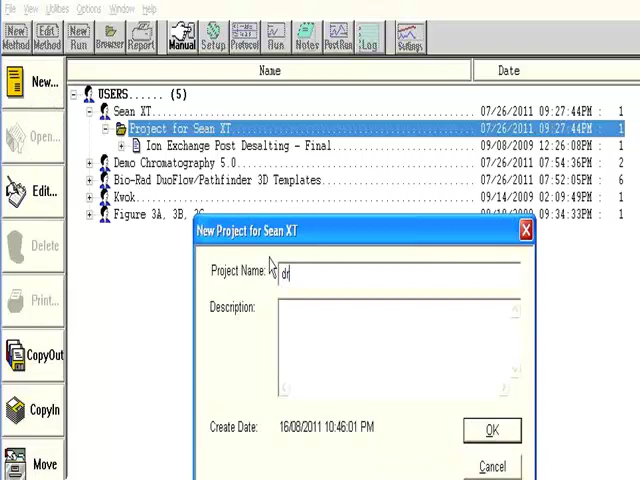 File View Utilities Options Window Help
New Method Edit Method New Run Browser Report Manual Setup Protocol Run Notes PostRun Log Settings
Name Date
New...
Open...
Edit...
Delete
Print...
CopyOut
CopyIn
Move
USERS...... (5)
Sean XT 07/26/2011 09:27:44PM : 1
Project for Sean XT 07/26/2011 09:27:44PM : 1
Ion Exchange Post Desalting - Final 09/08/2009 12:26:08PM : 1
Demo Chromatography 5.0 07/26/2011 07:54:36PM : 2
Bio-Rad DuoFlow/Pathfinder 3D Templates 07/26/2011 07:52:05PM : 6
Kwok 09/14/2009 02:09:49PM : 1
Figure 3A, 3B, 09:34:33PM : 1
New Project for Sean XT
Project Name: dr
Description:
Create Date: 16/08/2011 10:46:01 PM
OK
Cancel